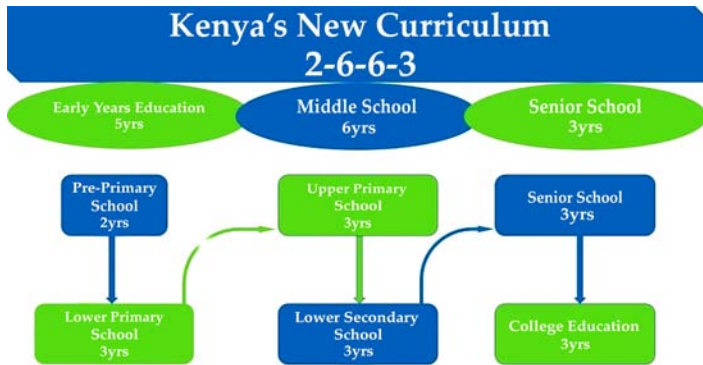 Kenya's New Curriculum
2-6-6-3
Early Years Education
5yrs
Middle School
6yrs
Senior School
3yrs
Pre-Primary
School
2yrs
Upper Primary
School
3yrs
Senior School
3yrs
Lower Primary
School
3yrs
Lower Secondary
School
3yrs
College Education
3yrs